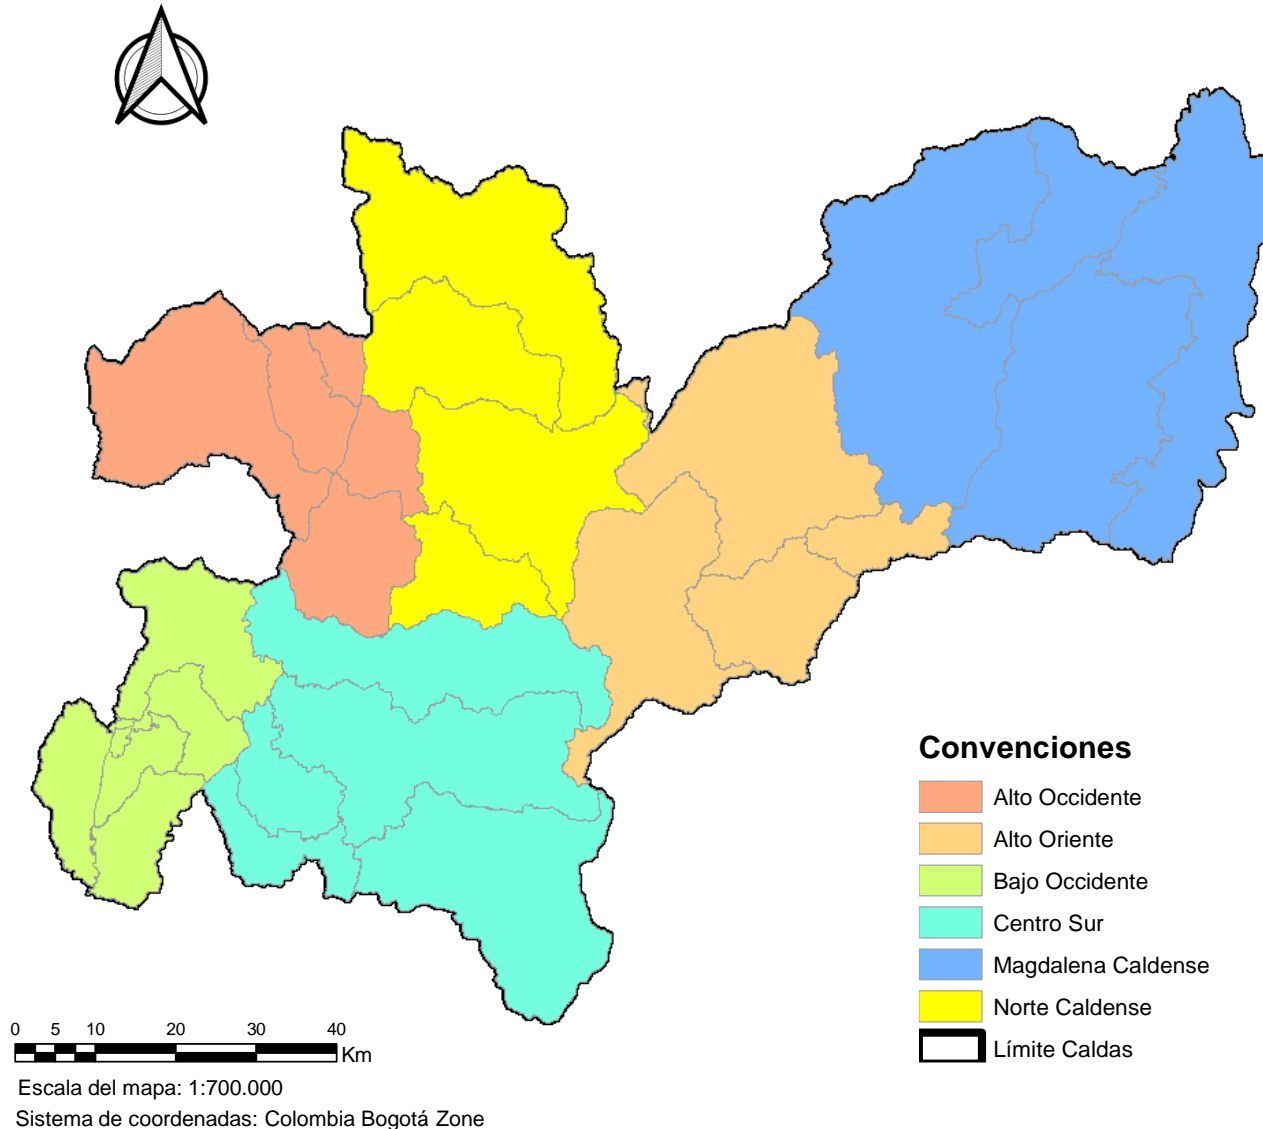 Convenciones
Alto Occidente
Alto Oriente
Bajo Occidente
Centro Sur
Magdalena Caldense
Norte Caldense
Límite Caldas
0 5 10 20 30 40
Km
Escala del mapa: 1:700.000
Sistema de coordenadas: Colombia Bogotá Zone